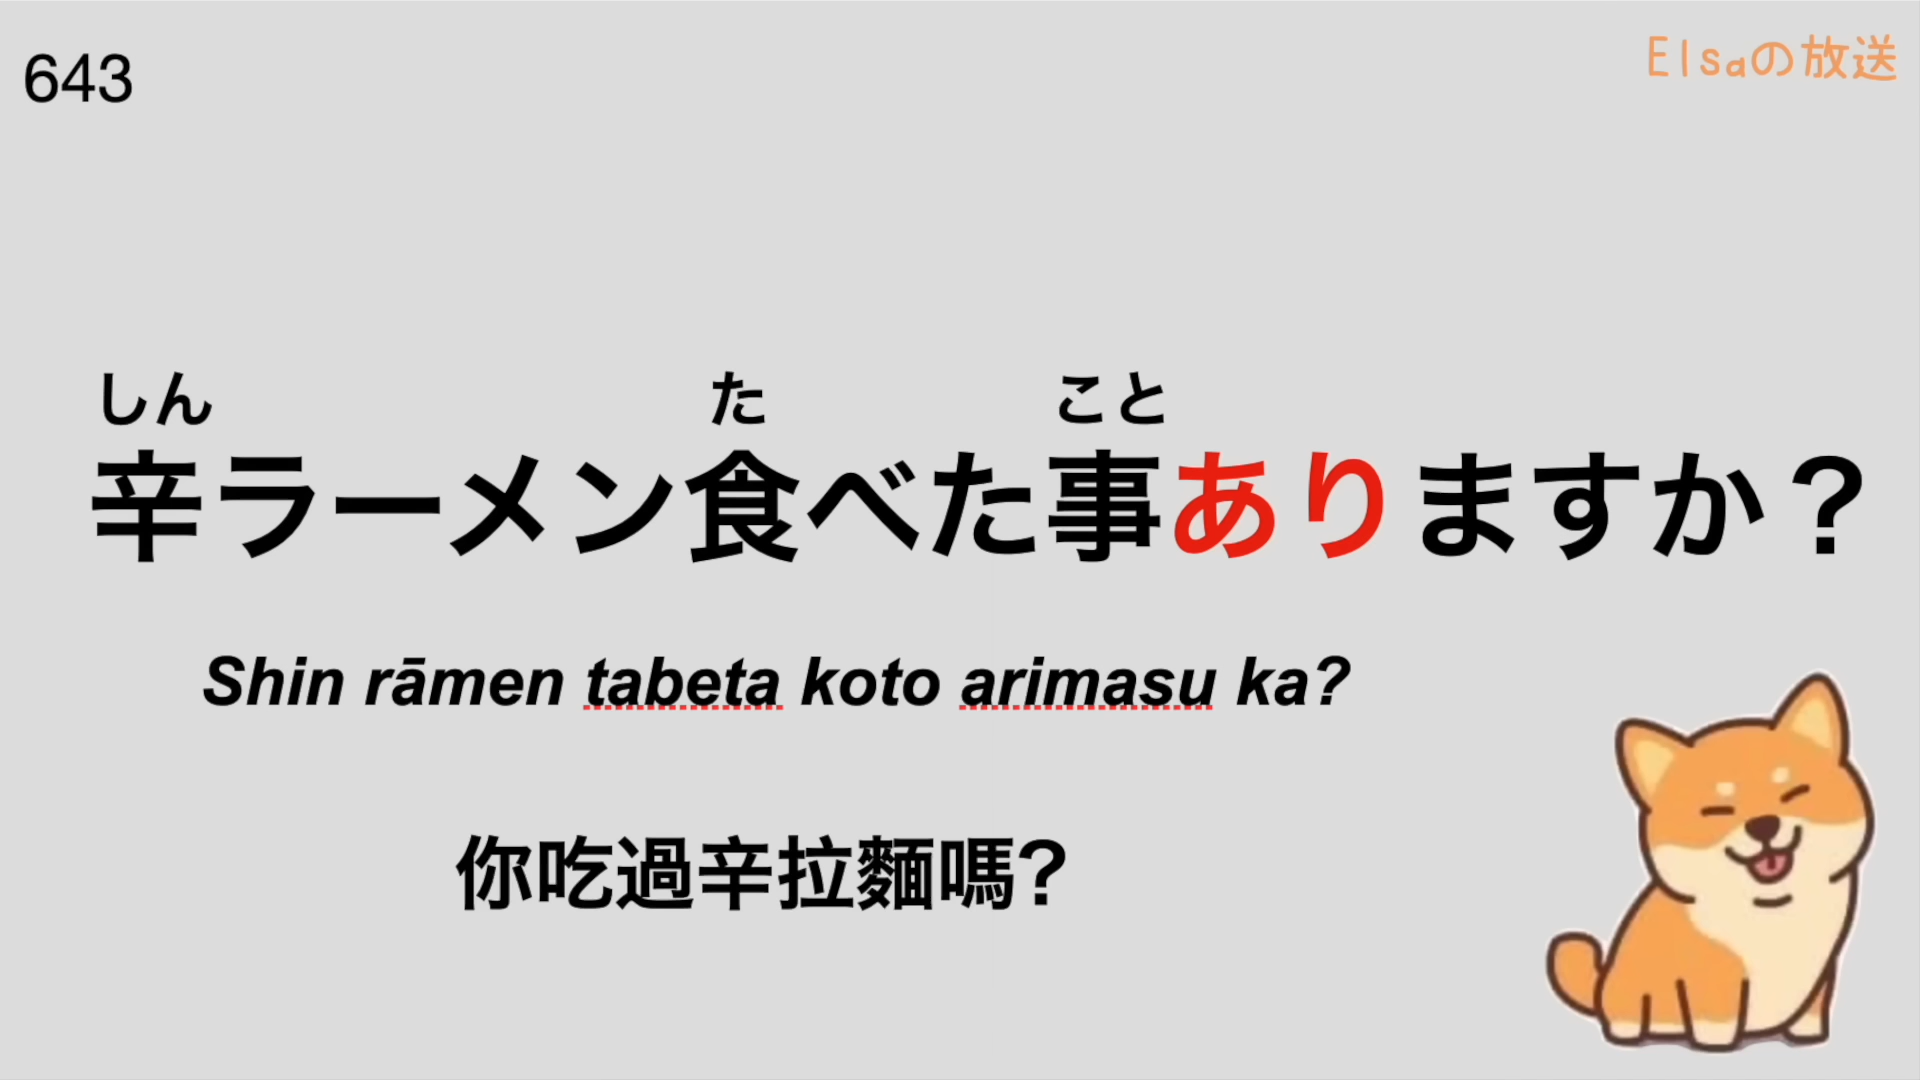 643
Elsaの放送
しん た こと
辛ラーメン食べた事ありますか？
Shin rāmen tabeta koto arimasu ka?
你吃過辛拉麵嗎?